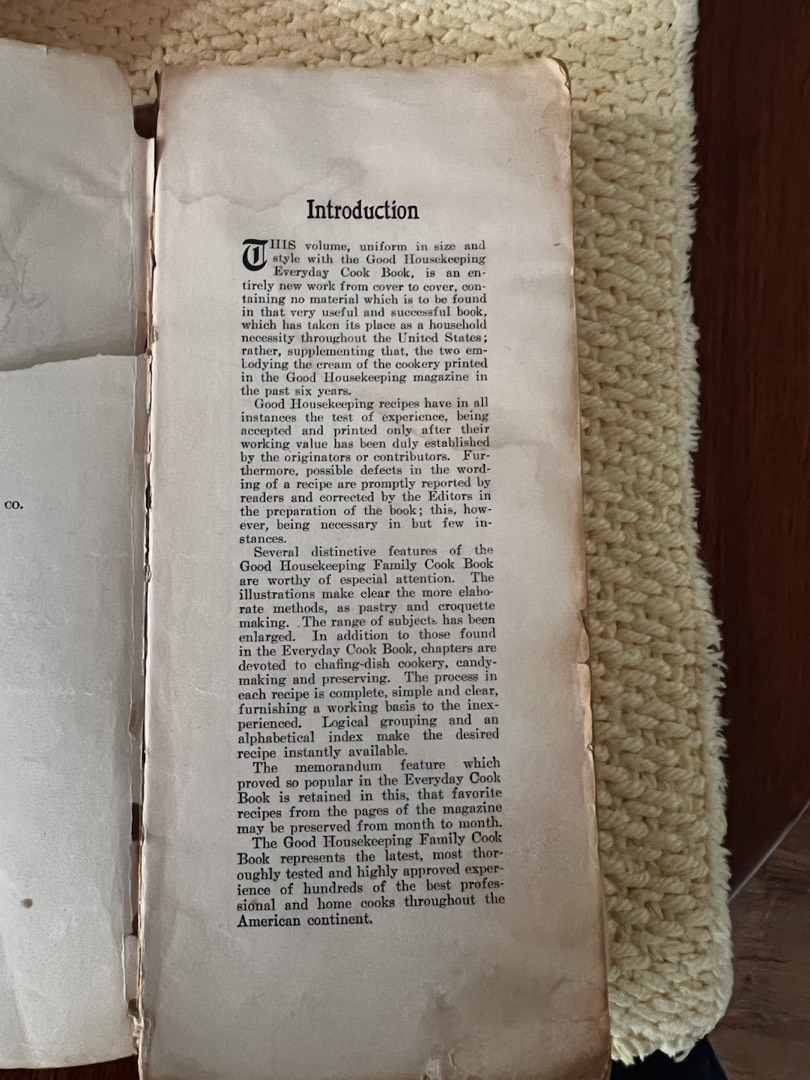 co.
Introduction
THIS volume, uniform in size and
style with the Good Housekeeping
Everyday Cook Book, is an en-
tirely new work from cover to cover, con-
taining no material which is to be found
in that very useful and successful book,
which has taken its place as a household
necessity throughout the United States;
rather, supplementing that, the two em-
bodying the cream of the cookery printed
in the Good Housekeeping magazine in
the past six years.
Good Housekeeping recipes have in all
instances the test of experience, being
accepted and printed only after their
working value has been duly established
by the originators or contributors. Fur-
thermore, possible defects in the word-
ing of a recipe are promptly reported by
readers and corrected by the Editors in
the preparation of the book; this, how-
ever, being necessary in but few in-
stances.
Several distinctive features of the
Good Housekeeping Family Cook Book
are worthy of especial attention. The
illustrations make clear the more elabo-
rate methods, as pastry and croquette
making. The range of subjects has been
enlarged. In addition to those found
in the Everyday Cook Book, chapters are
devoted to chafing-dish cookery, candy-
making and preserving. The process in
each recipe is complete, simple and clear,
furnishing a working basis to the inex-
perienced. Logical grouping and an
alphabetical index make the desired
recipe instantly available.
The memorandum feature which
proved so popular in the Everyday Cook
Book is retained in this, that favorite
recipes from the pages of the magazine
may be preserved from month to month.
The Good Housekeeping Family Cook
Book represents the latest, most thor-
oughly tested and highly approved exper-
ience of hundreds of the best profes-
sional and home cooks throughout the
American continent.